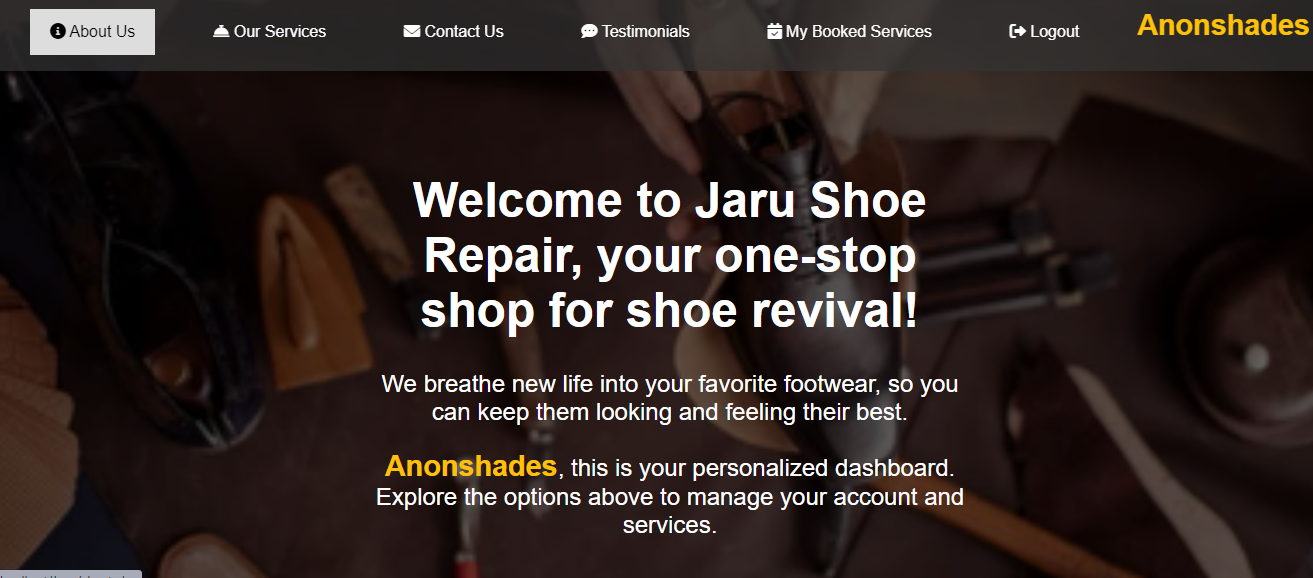 About Us
Our Services
Contact Us
Testimonials
My Booked Services
Logout
Anonshades
Welcome to Jaru Shoe
Repair, your one-stop
shop for shoe revival!
We breathe new life into your favorite footwear, so you
can keep them looking and feeling their best.
Anonshades, this is your personalized dashboard.
Explore the options above to manage your account and
services.